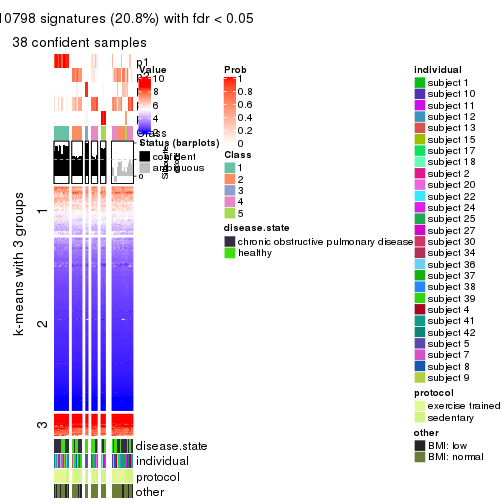 10798 signatures (20.8%) with fdr < 0.05
38 confident samples
p1
Value
10
8
6
4
2
Class
Status (barplots)
confident
ambiguous
0
k-means with 3 groups
1
2
3
disease.state
individual
protocol
other
Prob
1
0.8
0.6
0.4
0.2
0
Class
1
2
3
4
5
disease.state
chronic obstructive pulmonary disease
healthy
individual
subject 1
subject 10
subject 11
subject 12
subject 13
subject 15
subject 17
subject 18
subject 2
subject 20
subject 22
subject 24
subject 25
subject 27
subject 30
subject 34
subject 36
subject 37
subject 38
subject 39
subject 4
subject 41
subject 42
subject 5
subject 7
subject 8
subject 9
protocol
exercise trained
sedentary
other
BMI: low
BMI: normal